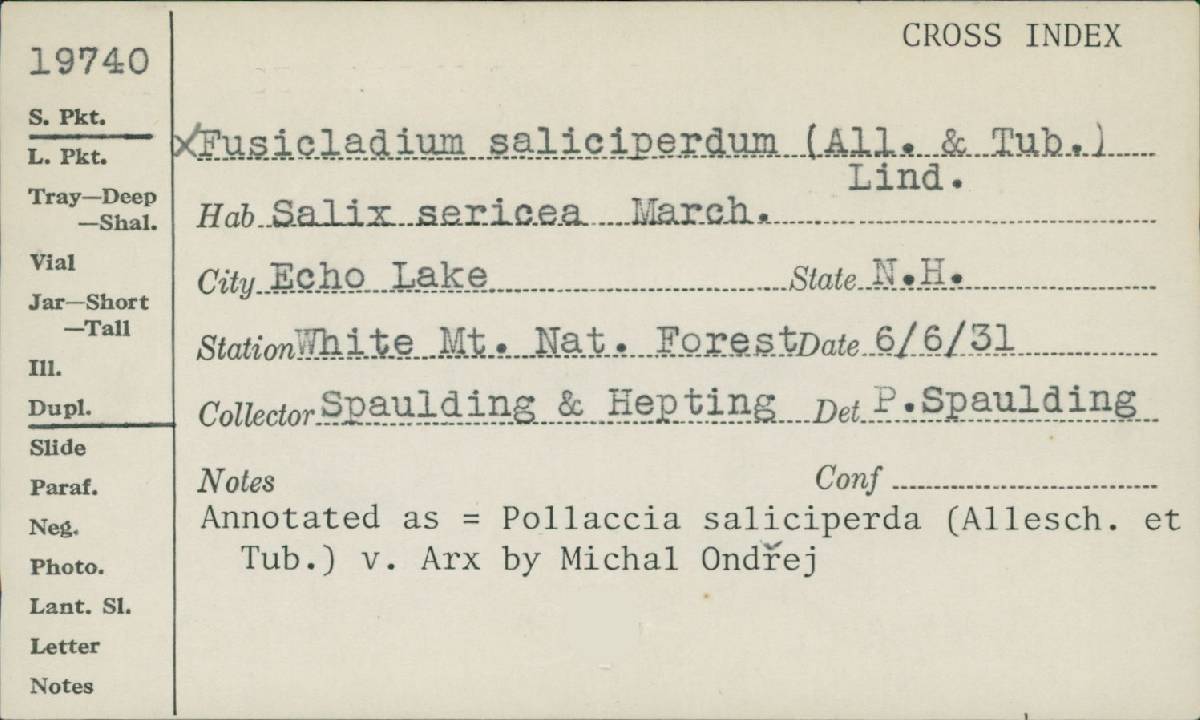 CROSS INDEX
19740
S. Pkt.
L. Pkt.
Tray—Deep
—Shal.
Vial
Jar—Short
—Tall
Ill.
Dupl.
Slide
Paraf.
Neg.
Photo.
Lant. Sl.
Letter
Notes
XFusicladium saliciperdum (All. & Tub.)
Lind.
Hab Salix sericea March.
City Echo Lake State N.H.
Station White Mt. Nat. Forest Date 6/6/31
Collector Spaulding & Hepting Det P.Spaulding
Notes Conf
Annotated as = Pollaccia saliciperda (Allesch. et
Tub.) v. Arx by Michal Ondřej